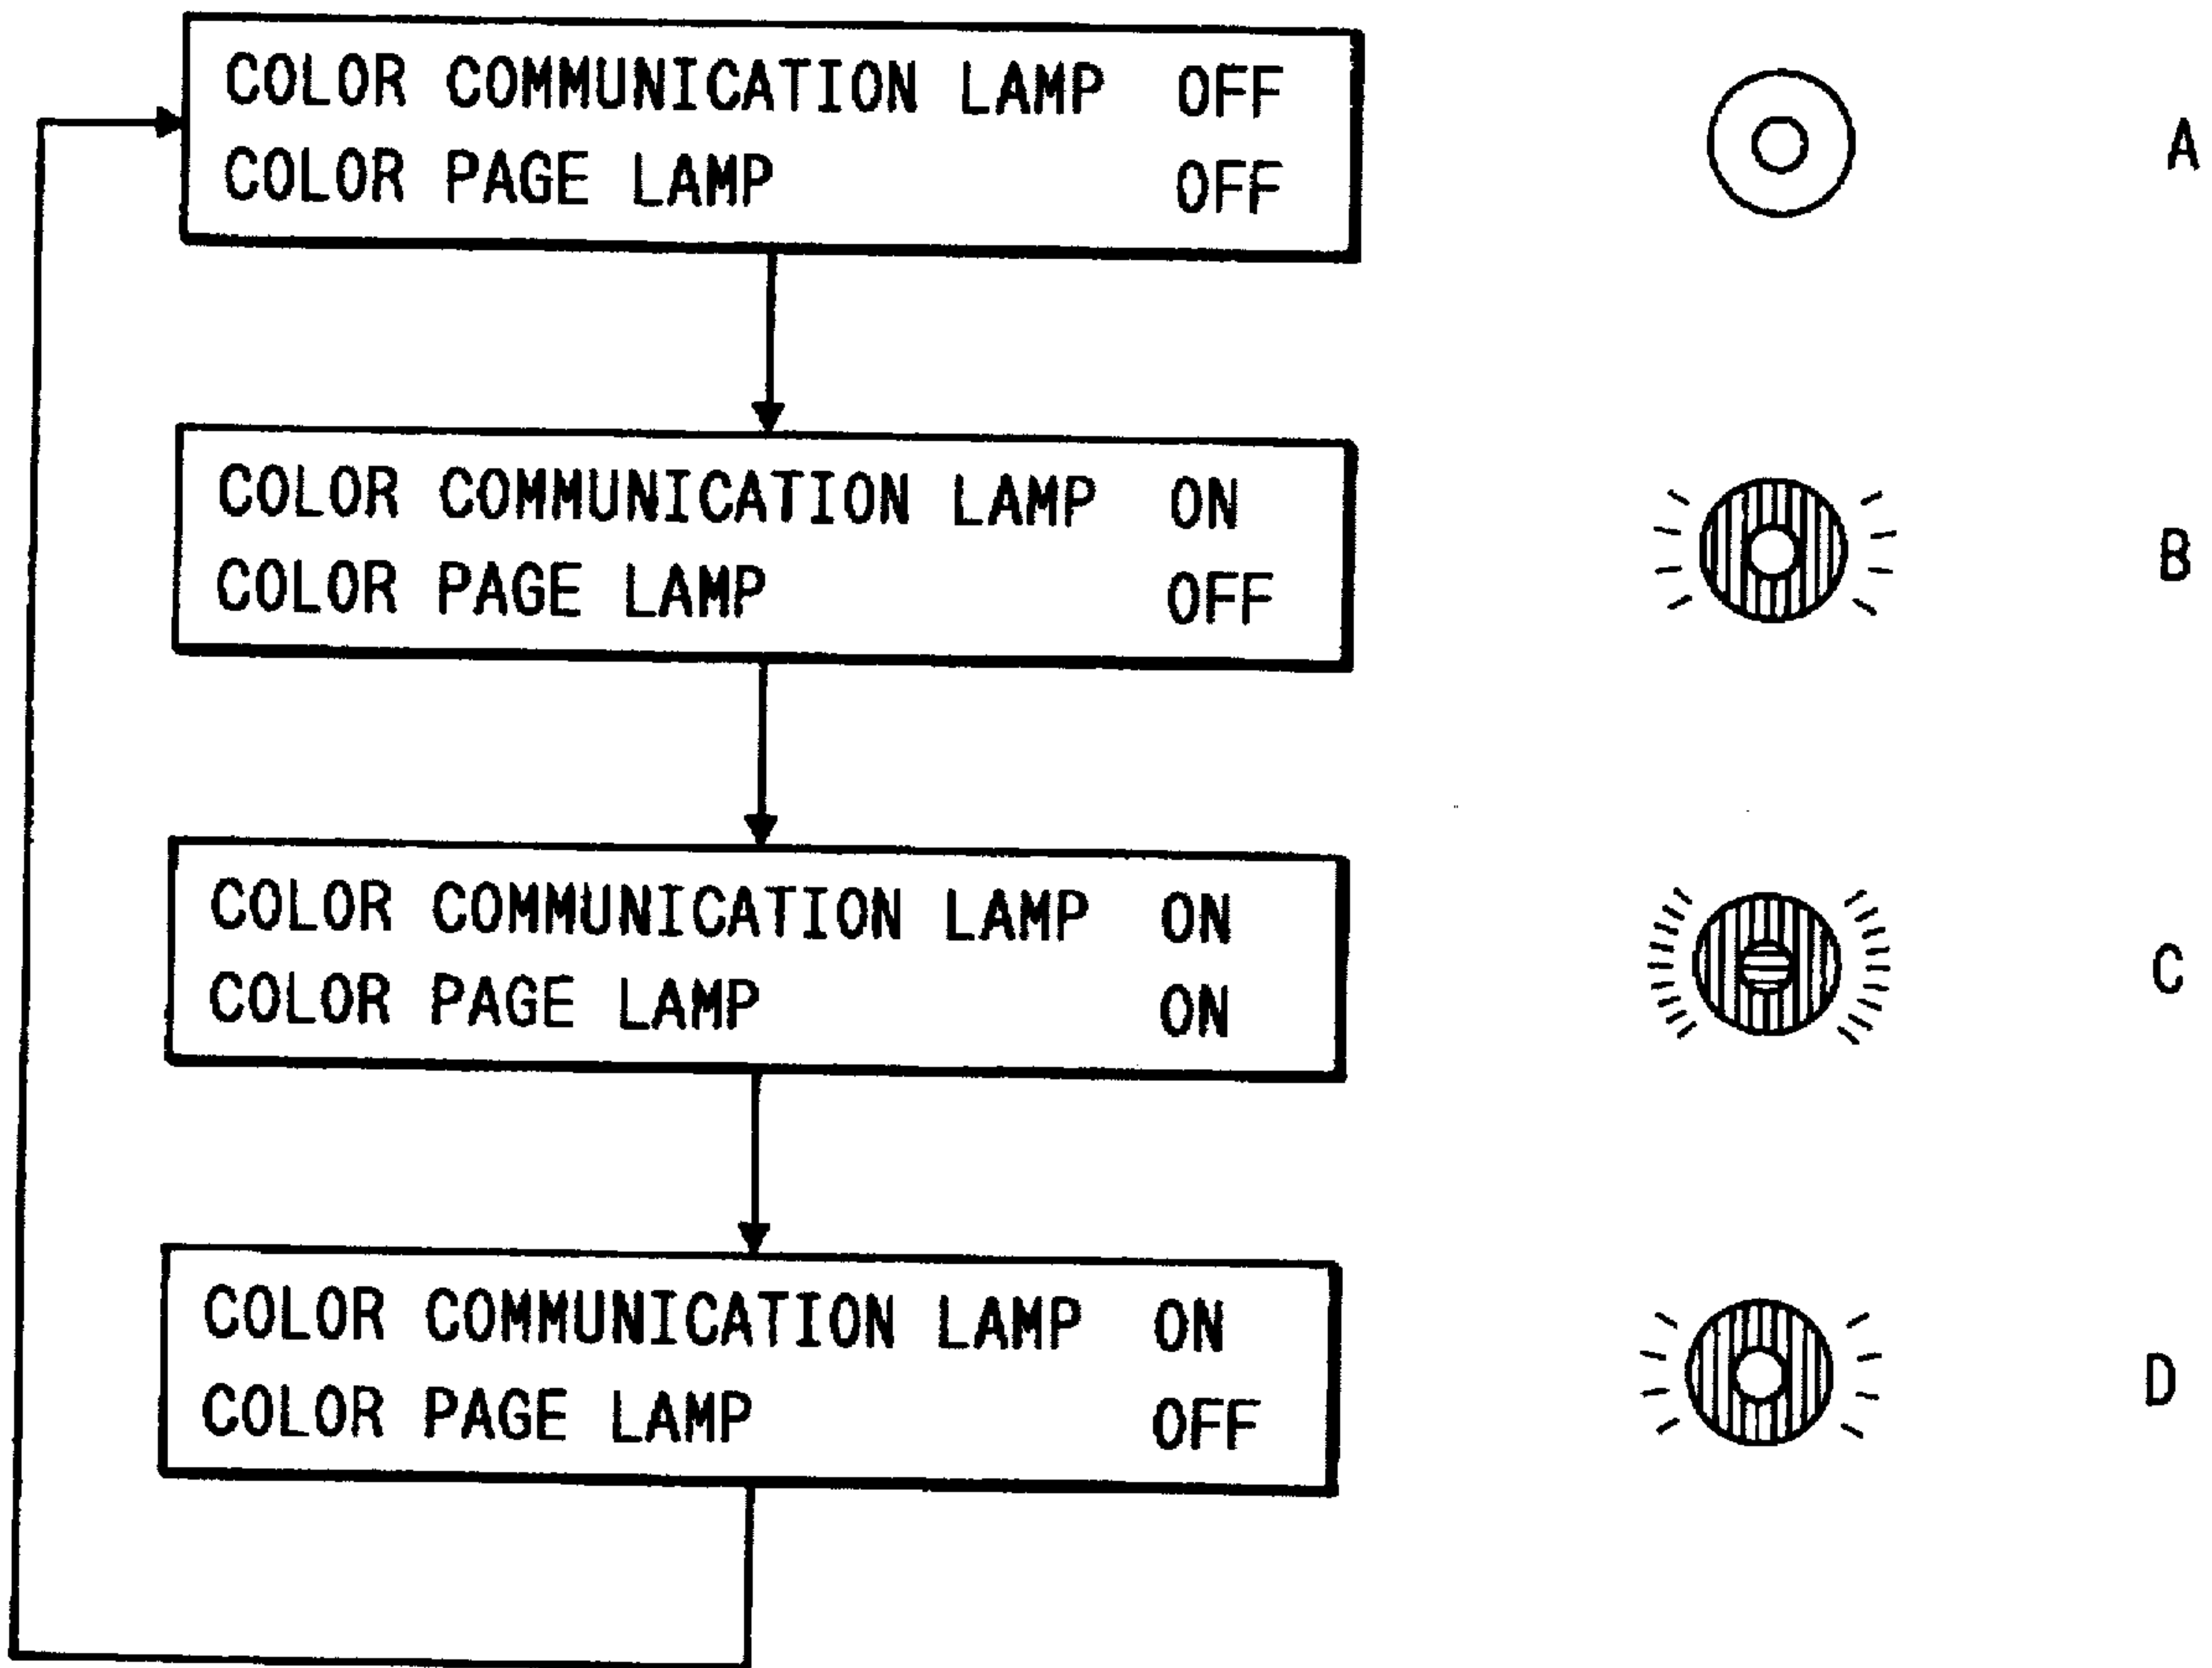 COLOR COMMUNICATION LAMP OFF
COLOR PAGE LAMP OFF
A
COLOR COMMUNICATION LAMP ON
COLOR PAGE LAMP OFF
B
COLOR COMMUNICATION LAMP ON
COLOR PAGE LAMP ON
C
COLOR COMMUNICATION LAMP ON
COLOR PAGE LAMP OFF
D